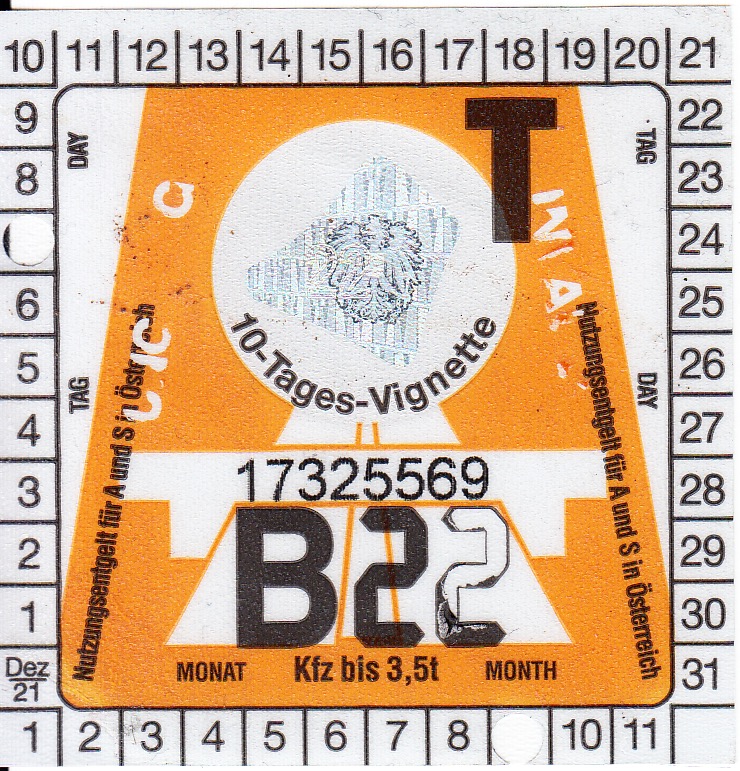 10 11 12 13 14 15 16 17 18 19 20 21
9 22
8 23
24
6 25
5 26
4 27
3 28
2 29
1 30
Dez
21
31
1 2 3 4 5 6 7 8 10 11
DAY
TAG
T
10-Tages-Vignette
TAG
DAY
Nutzungsentgelt für A und S in Österreich
Nutzungsentgelt für A und S in Österreich
17325569
B22
MONAT Kfz bis 3,5t MONTH